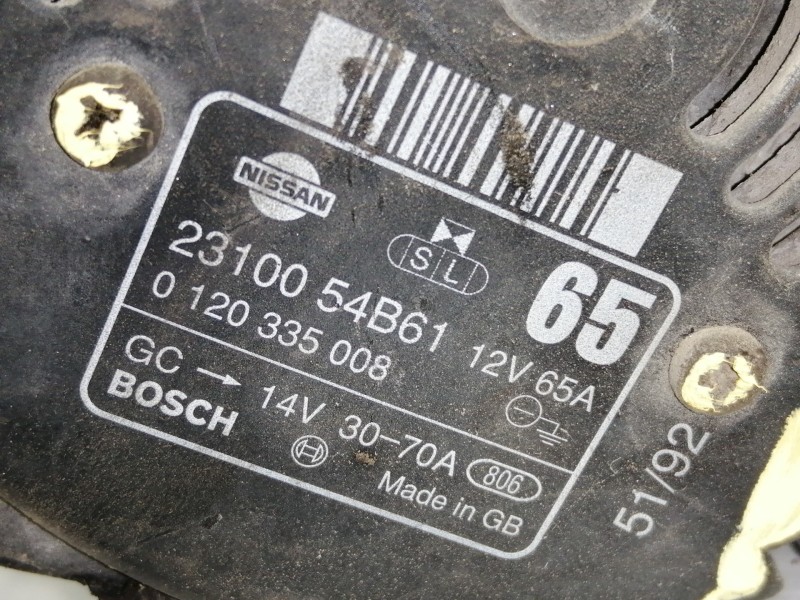 NISSAN
S L
65
23100 54B61 12V 65A
0 120 335 008
GC → 14V 30-70A 806
BOSCH
Made in GB
51/92